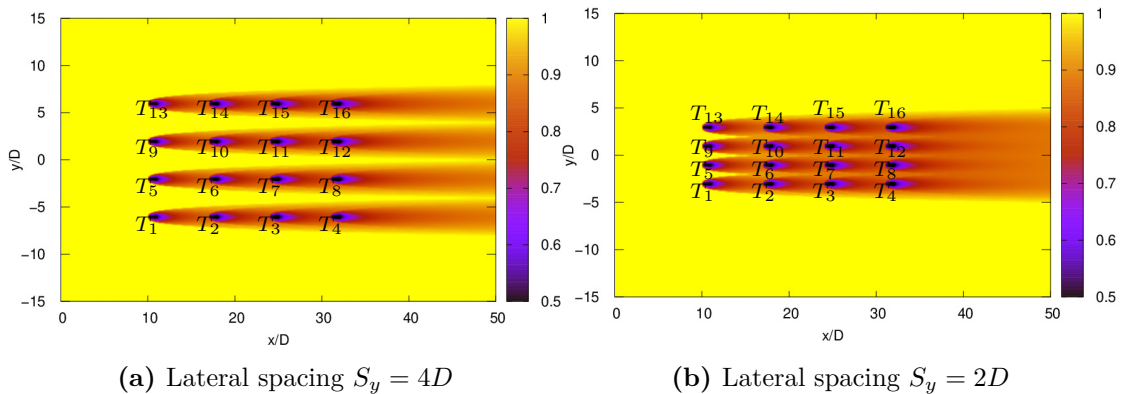 15
10
5
0
−5
−10
−15
y/D
0
10
20
30
40
50
x/D
T13
T14
T15
T16
T9
T10
T11
T12
T5
T6
T7
T8
T1
T2
T3
T4
1
0.9
0.8
0.7
0.6
0.5
(a) Lateral spacing Sy = 4D
15
10
5
0
−5
−10
−15
y/D
0
10
20
30
40
50
x/D
T13
T14
T15
T16
T9
T10
T11
T12
T5
T6
T7
T8
T1
T2
T3
T4
1
0.9
0.8
0.7
0.6
0.5
(b) Lateral spacing Sy = 2D